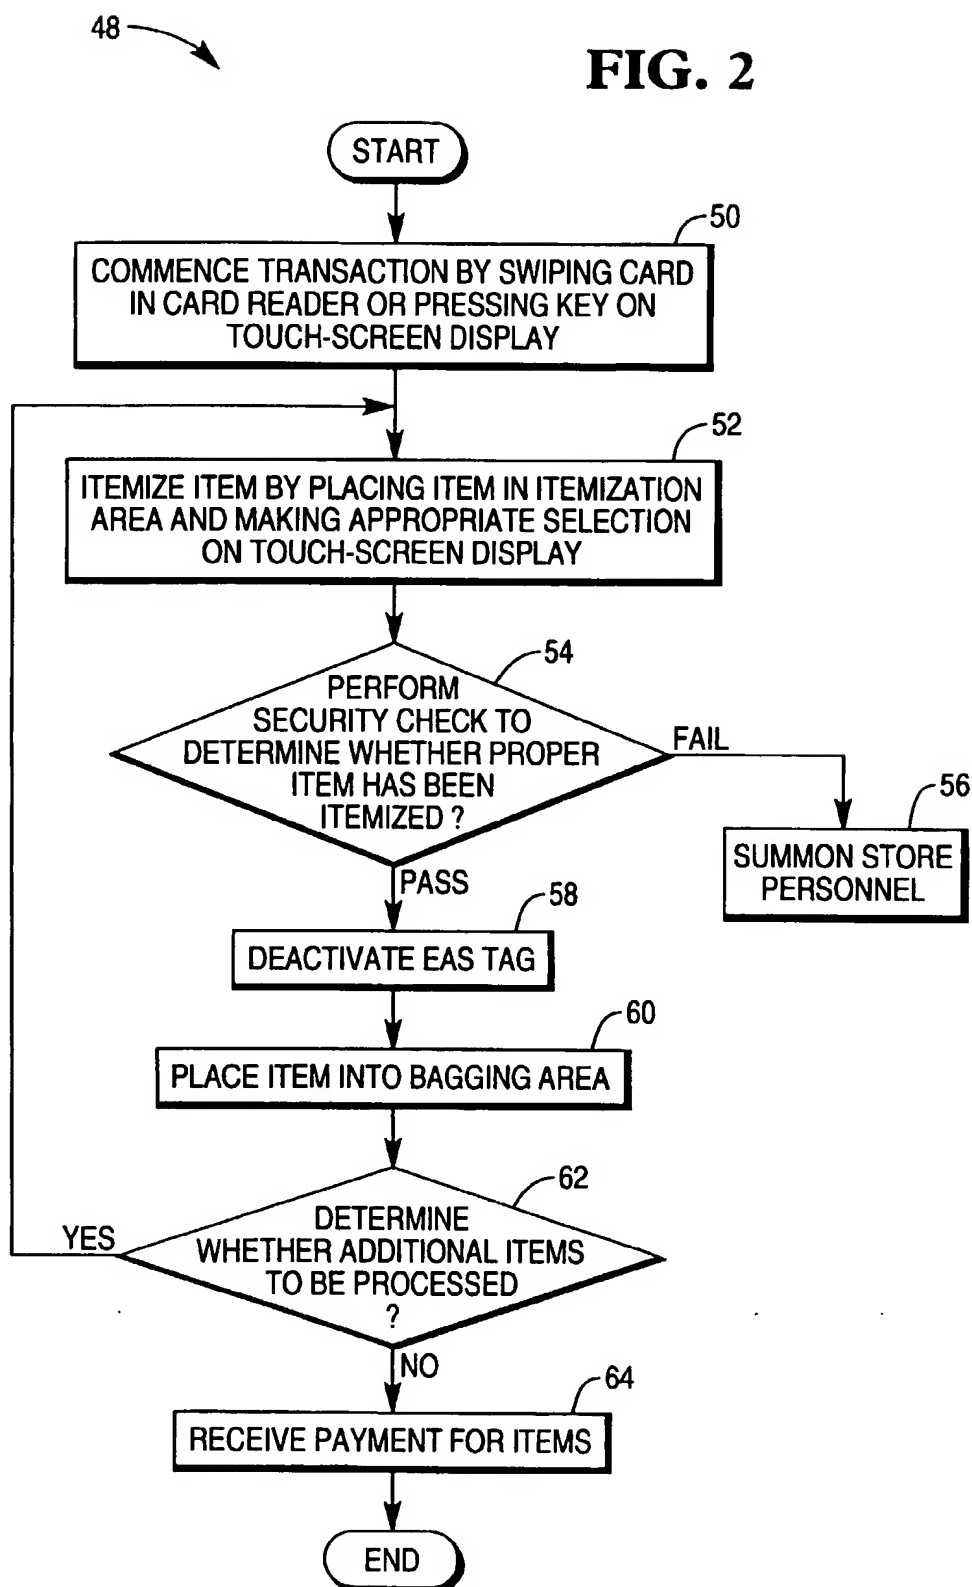 48
FIG. 2
START
50
COMMENCE TRANSACTION BY SWIPING CARD
IN CARD READER OR PRESSING KEY ON
TOUCH-SCREEN DISPLAY
52
ITEMIZE ITEM BY PLACING ITEM IN ITEMIZATION
AREA AND MAKING APPROPRIATE SELECTION
ON TOUCH-SCREEN DISPLAY
54
PERFORM
SECURITY CHECK TO
DETERMINE WHETHER PROPER
ITEM HAS BEEN
ITEMIZED ?
FAIL
56
SUMMON STORE
PERSONNEL
PASS
58
DEACTIVATE EAS TAG
60
PLACE ITEM INTO BAGGING AREA
62
DETERMINE
WHETHER ADDITIONAL ITEMS
TO BE PROCESSED
?
YES
NO
64
RECEIVE PAYMENT FOR ITEMS
END